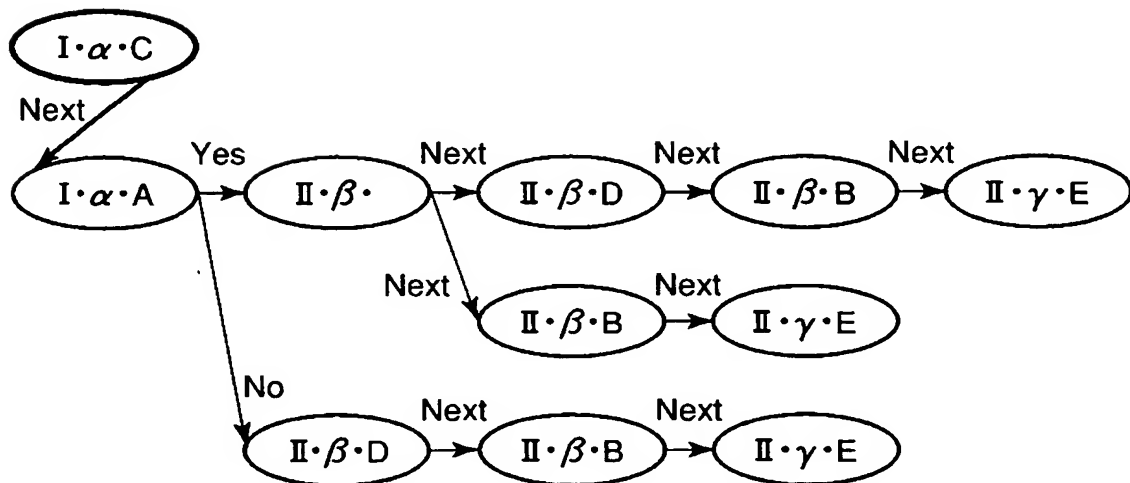 I·α·C
Next
Yes Next Next Next
I·α·A II·β· II·β·D II·β·B II·γ·E
Next Next
II·β·B II·γ·E
No Next Next
II·β·D II·β·B II·γ·E